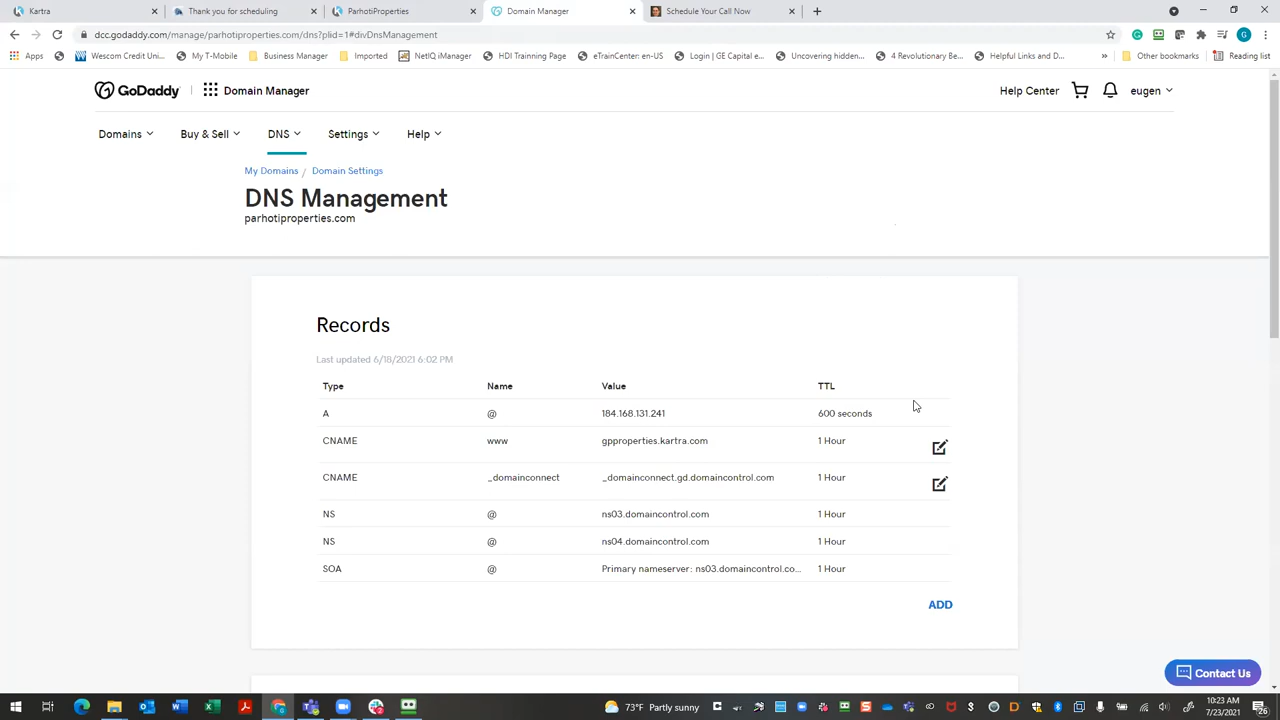 Kartra
Thank you for scheduling
ParhotiProperties
Domain Manager
Schedule Your Call Now
dcc.godaddy.com/manage/parhotiproperties.com/dns?plid=1#divDnsManagement
Apps
Wescom Credit Uni...
My T-Mobile
Business Manager
Imported
NetIQ iManager
HDI Training Page
eTrainCenter: en-US
Login | GE Capital e...
Uncovering hidden...
4 Revolutionary Be...
Helpful Links and D...
»
Other bookmarks
Reading list
GoDaddy
Domain Manager
Help Center
eugen
Domains
Buy & Sell
DNS
Settings
Help
My Domains / Domain Settings
DNS Management
parhotiproperties.com
Records
Last updated 6/18/2021 6:02 PM
Type Name Value TTL
A @ 184.168.131.241 600 seconds
CNAME www gpproperties.kartra.com 1 Hour
CNAME _domainconnect _domainconnect.gd.domaincontrol.com 1 Hour
NS @ ns03.domaincontrol.com 1 Hour
NS @ ns04.domaincontrol.com 1 Hour
SOA @ Primary nameserver: ns03.domaincontrol.co... 1 Hour
ADD
Contact Us
73°F Partly sunny
10:23 AM
7/23/2021
26